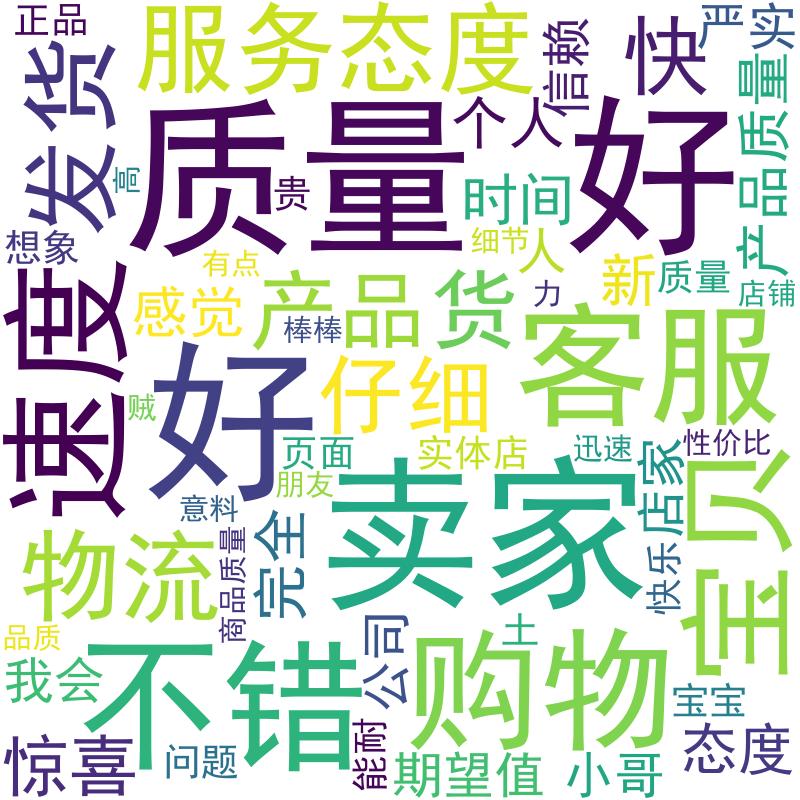 正品
服务态度
信赖
快
严实
发货
质量
个人
好
产品质量
高
贵
时间
想象
有点
细节
人
新
质量
店铺
力
速度
感觉
产品
货
棒棒
客服
好
仔细
贼
页面
实体店
迅速
性价比
朋友
意料
卖家
店家
宝贝
物流
商品质量
完全
快乐
品质
我会
不错
公司
土
购物
宝宝
惊喜
问题
能耐
期望值
小哥
态度